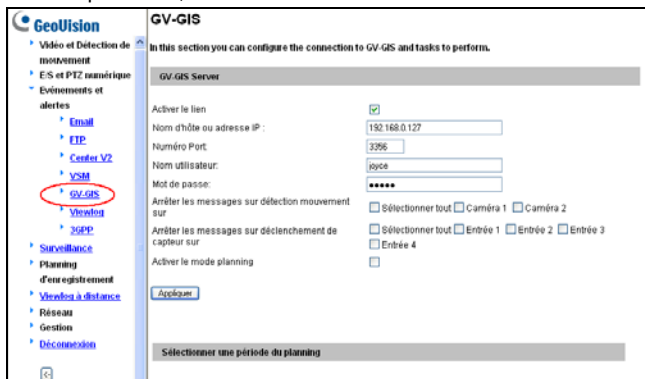 GeoVision
Vidéo et Détection de
mouvement
E/S et PTZ numérique
Evénements et
alertes
Email
FTP
Center V2
VSM
GV-GIS
Viewlog
3GPP
Surveillance
Planning
d'enregistrement
Viewlog à distance
Réseau
Gestion
Déconnexion
GV-GIS
In this section you can configure the connection to GV-GIS and tasks to perform.
GV-GIS Server
Activer le lien
Nom d'hôte ou adresse IP : 192.168.0.127
Numéro Port: 3356
Nom utilisateur: joyce
Mot de passe: •••••
Arrêter les messages sur détection mouvement
sur
Sélectionner tout Caméra 1 Caméra 2
Arrêter les messages sur déclenchement de
capteur sur
Sélectionner tout Entrée 1 Entrée 2 Entrée 3
Entrée 4
Activer le mode planning
Appliquer
Sélectionner une période du planning